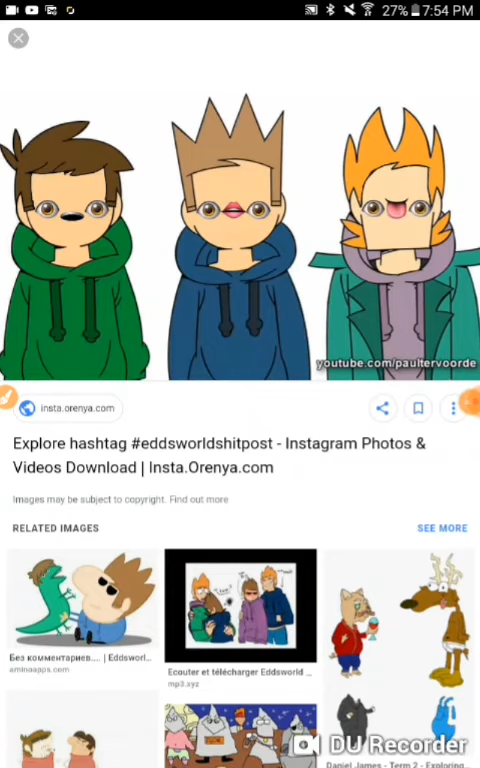 27% 7:54 PM
youtube.com/paultervoorde
insta.orenya.com
Explore hashtag #eddsworldshitpost - Instagram Photos &
Videos Download | Insta.Orenya.com
Images may be subject to copyright. Find out more
RELATED IMAGES
SEE MORE
Без комментариев.... | Eddsworl...
aminoapps.com
Ecouter et télécharger Eddsworld ...
mp3.xyz
DU Recorder
Daniel James - Term 2 - Exploring...